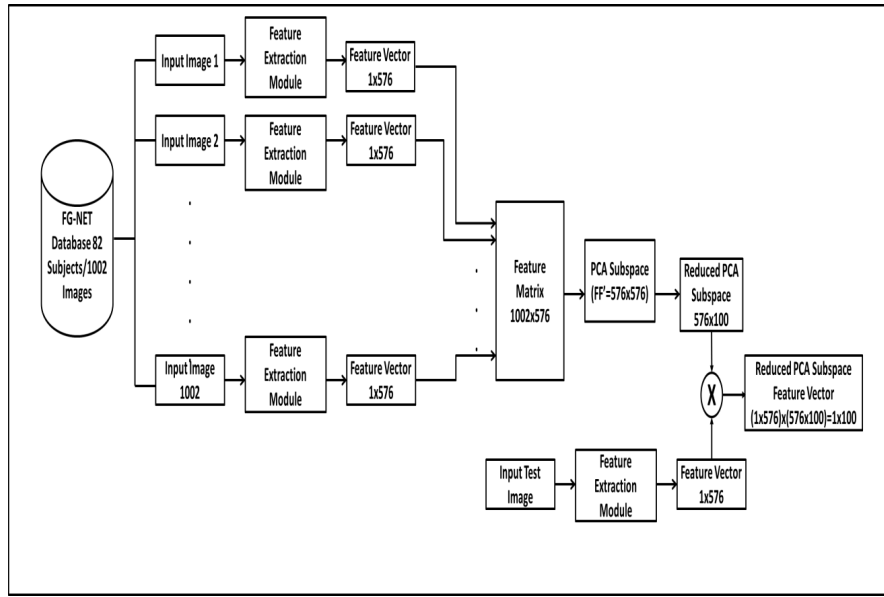 Input Image 1
Feature
Extraction
Module
Feature Vector
1x576
Input Image 2
Feature
Extraction
Module
Feature Vector
1x576
FG-NET
Database 82
Subjects/1002
Images
Input Image
1002
Feature
Extraction
Module
Feature Vector
1x576
Feature
Matrix
1002x576
PCA Subspace
(FF'=576x576)
Reduced PCA
Subspace
576x100
X
Reduced PCA Subspace
Feature Vector
(1x576)x(576x100)=1x100
Input Test
Image
Feature
Extraction
Module
Feature Vector
1x576